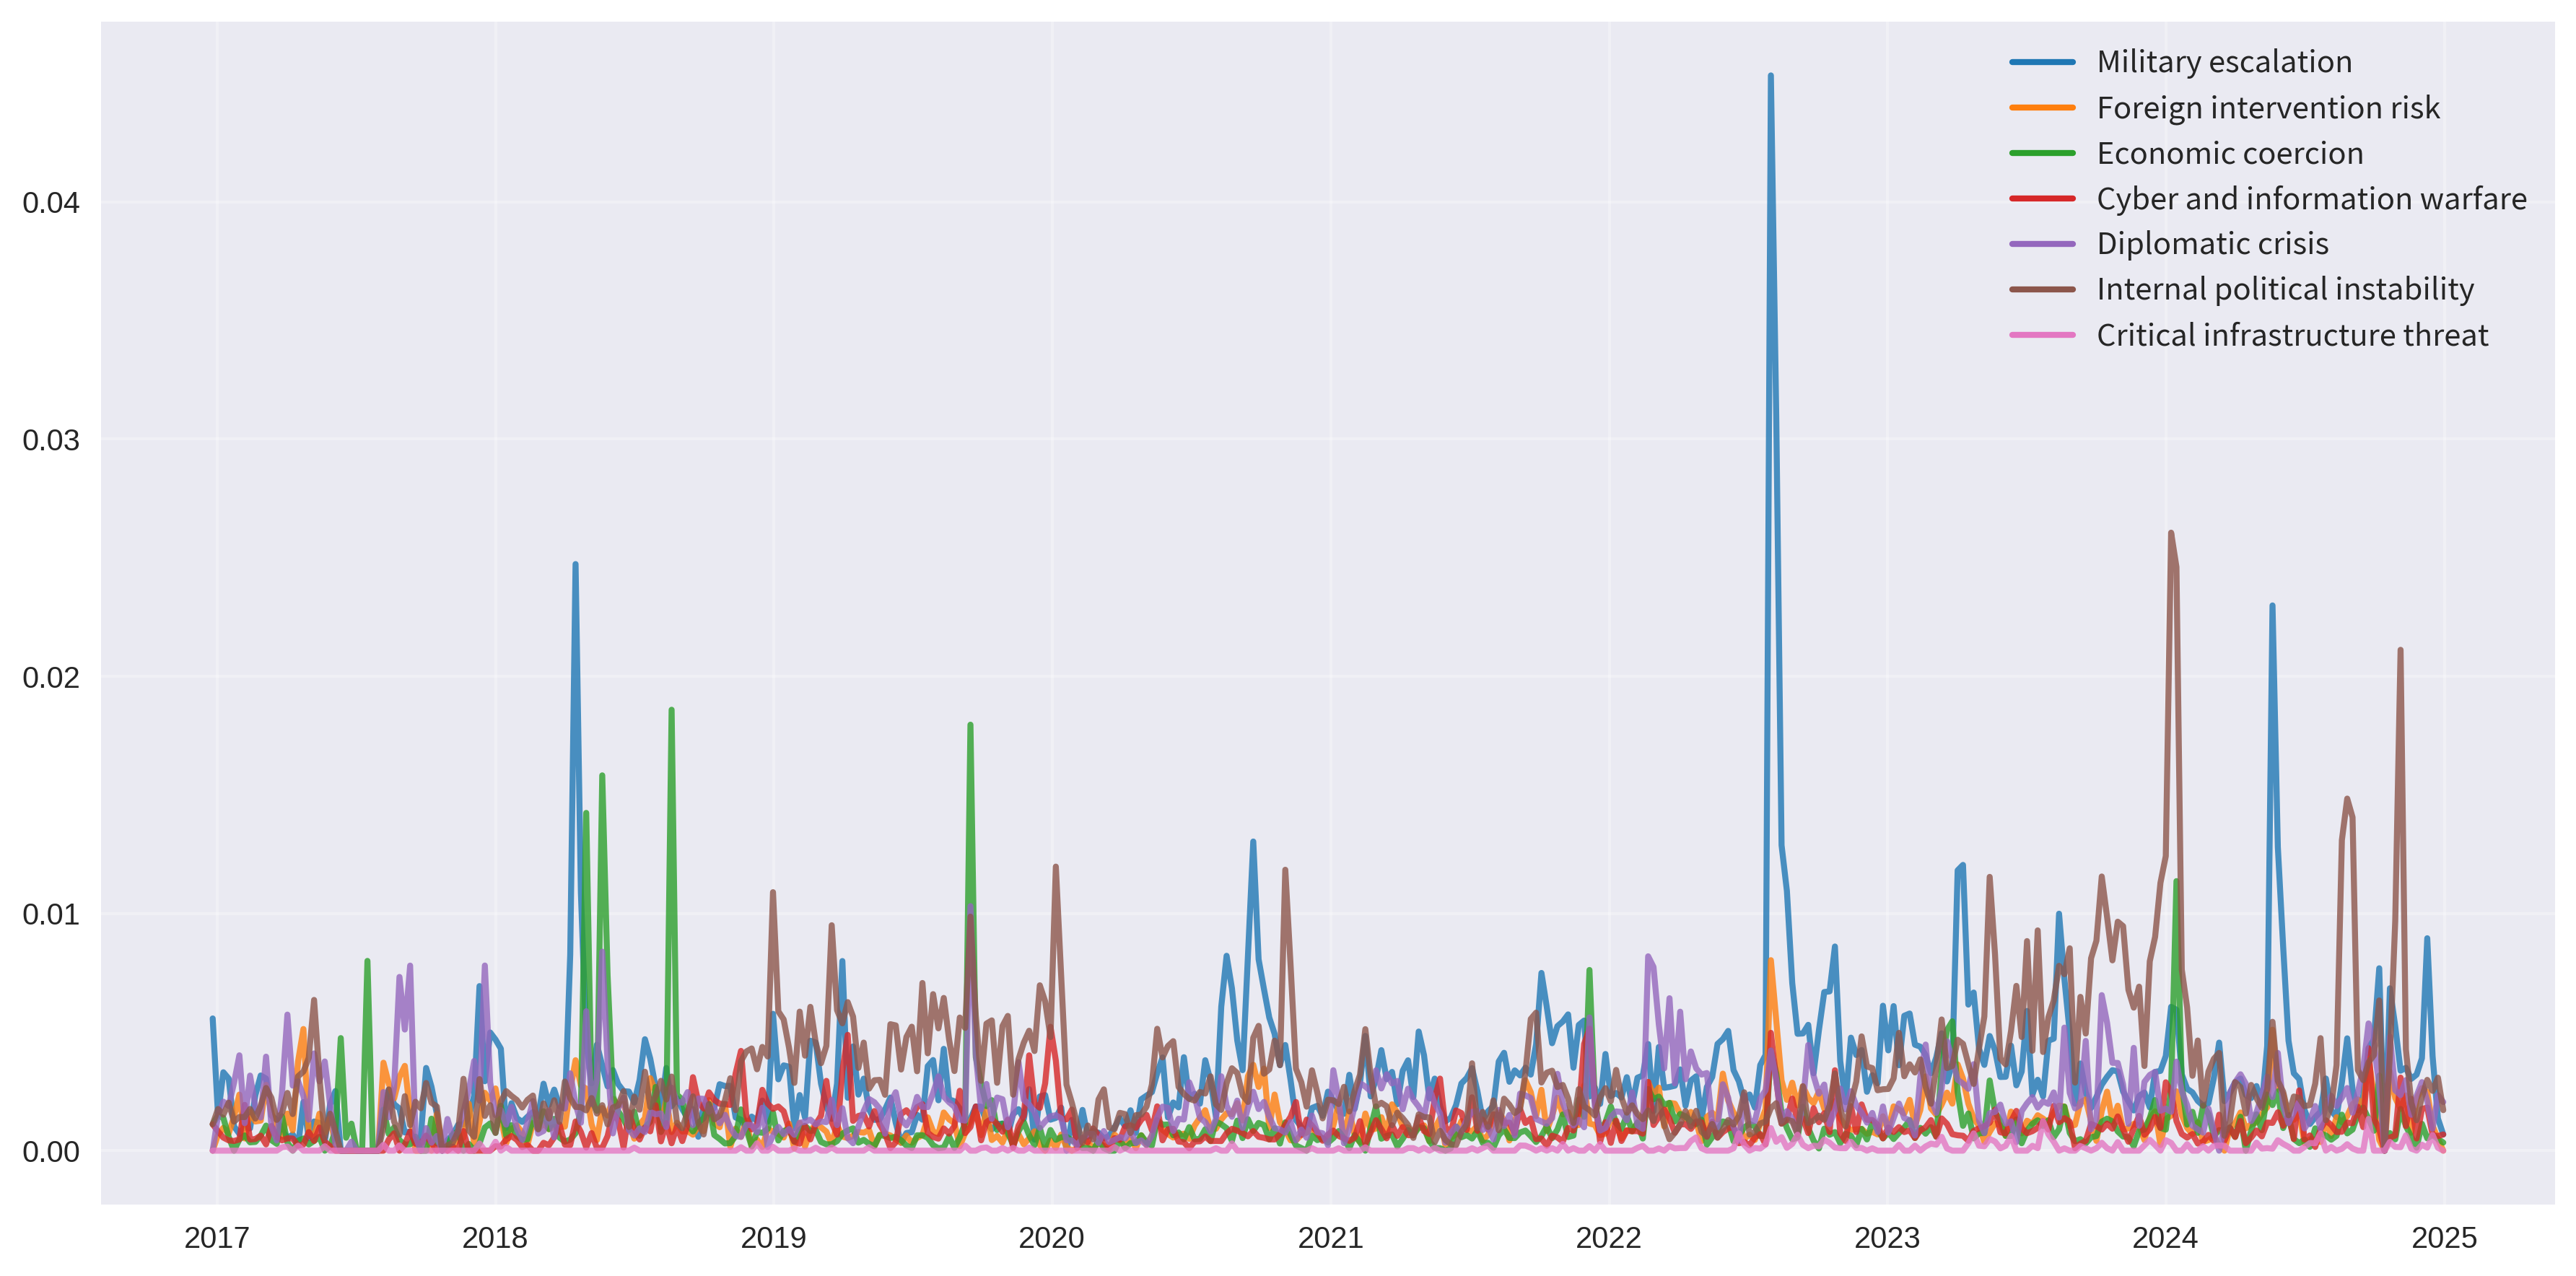 Military escalation
Foreign intervention risk
Economic coercion
Cyber and information warfare
Diplomatic crisis
Internal political instability
Critical infrastructure threat
0.04
0.03
0.02
0.01
0.00
2017 2018 2019 2020 2021 2022 2023 2024 2025